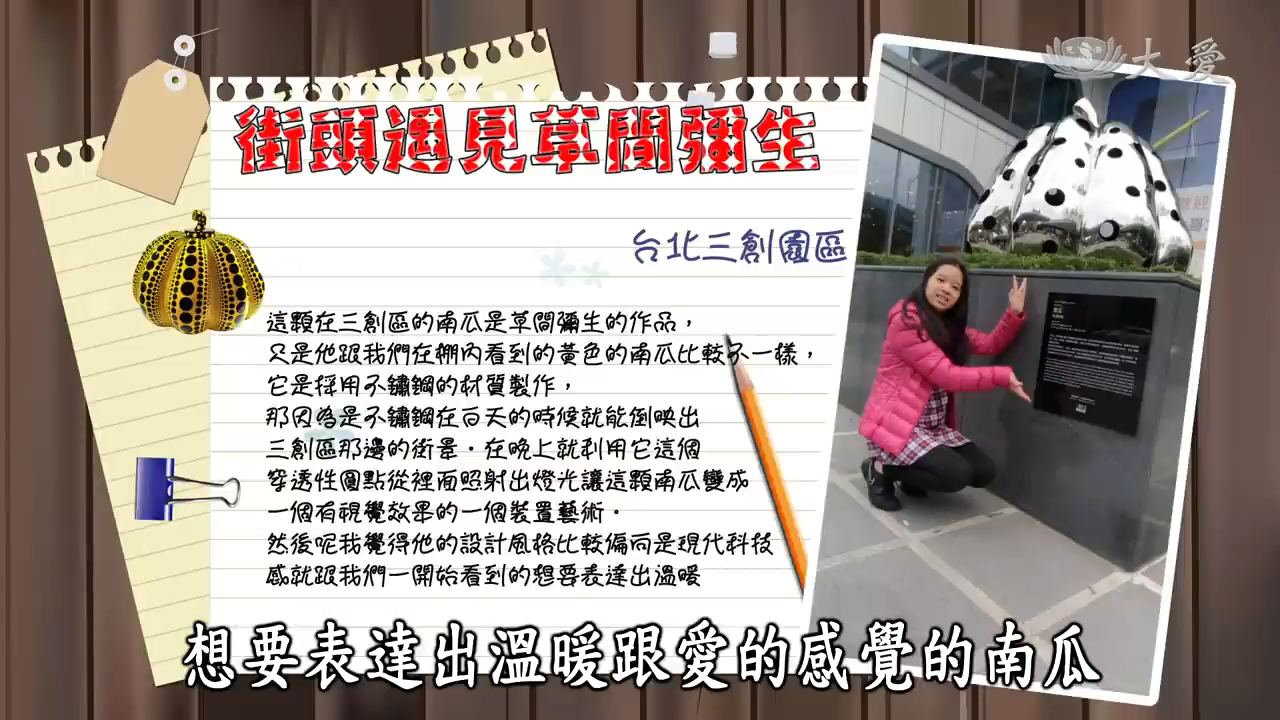 大愛
街頭遇見草間彌生
台北三創園區
這顆在三創區的南瓜是草間彌生的作品，
只是他跟我們在棚內看到的黃色的南瓜比較不一樣，
它是採用不鏽鋼的材質製作，
那因為是不鏽鋼在白天的時候就能倒映出
三創區那邊的街景。在晚上就利用它這個
穿透性圓點從裡面照射出燈光讓這顆南瓜變成
一個有視覺效果的一個裝置藝術。
然後呢我覺得他的設計風格比較偏向是現代科技
感就跟我們一開始看到的想要表達出溫暖
想要表達出溫暖跟愛的感覺的南瓜